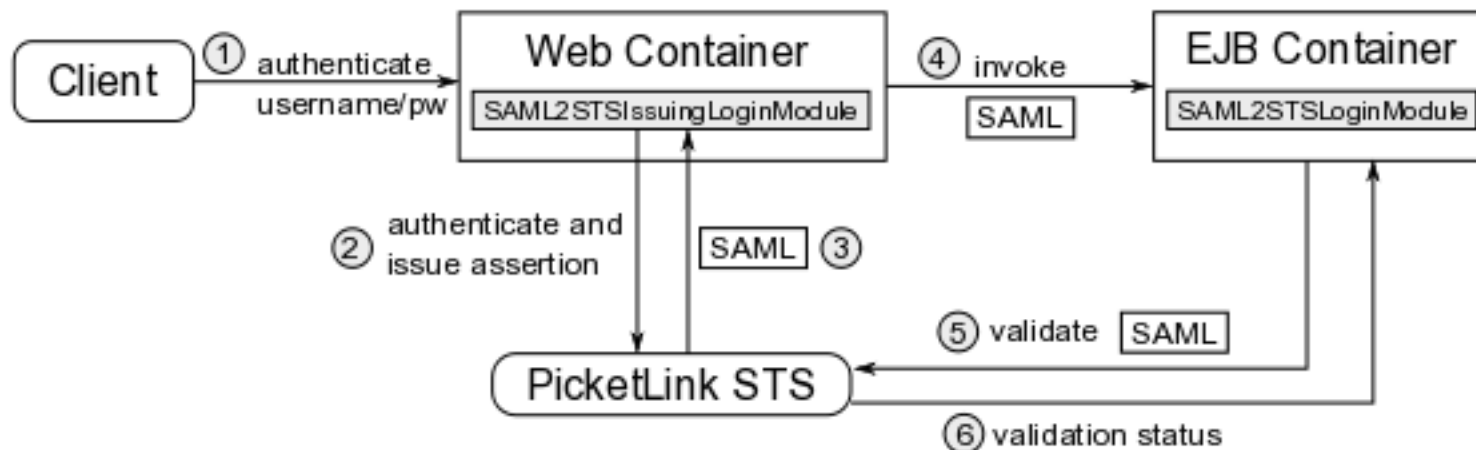 Client
1
authenticate
username/pw
Web Container
SAML2STSIssuingLoginModule
4 invoke
SAML
EJB Container
SAML2STSLoginModule
2
authenticate and
issue assertion
SAML 3
5 validate SAML
PicketLink STS
6 validation status